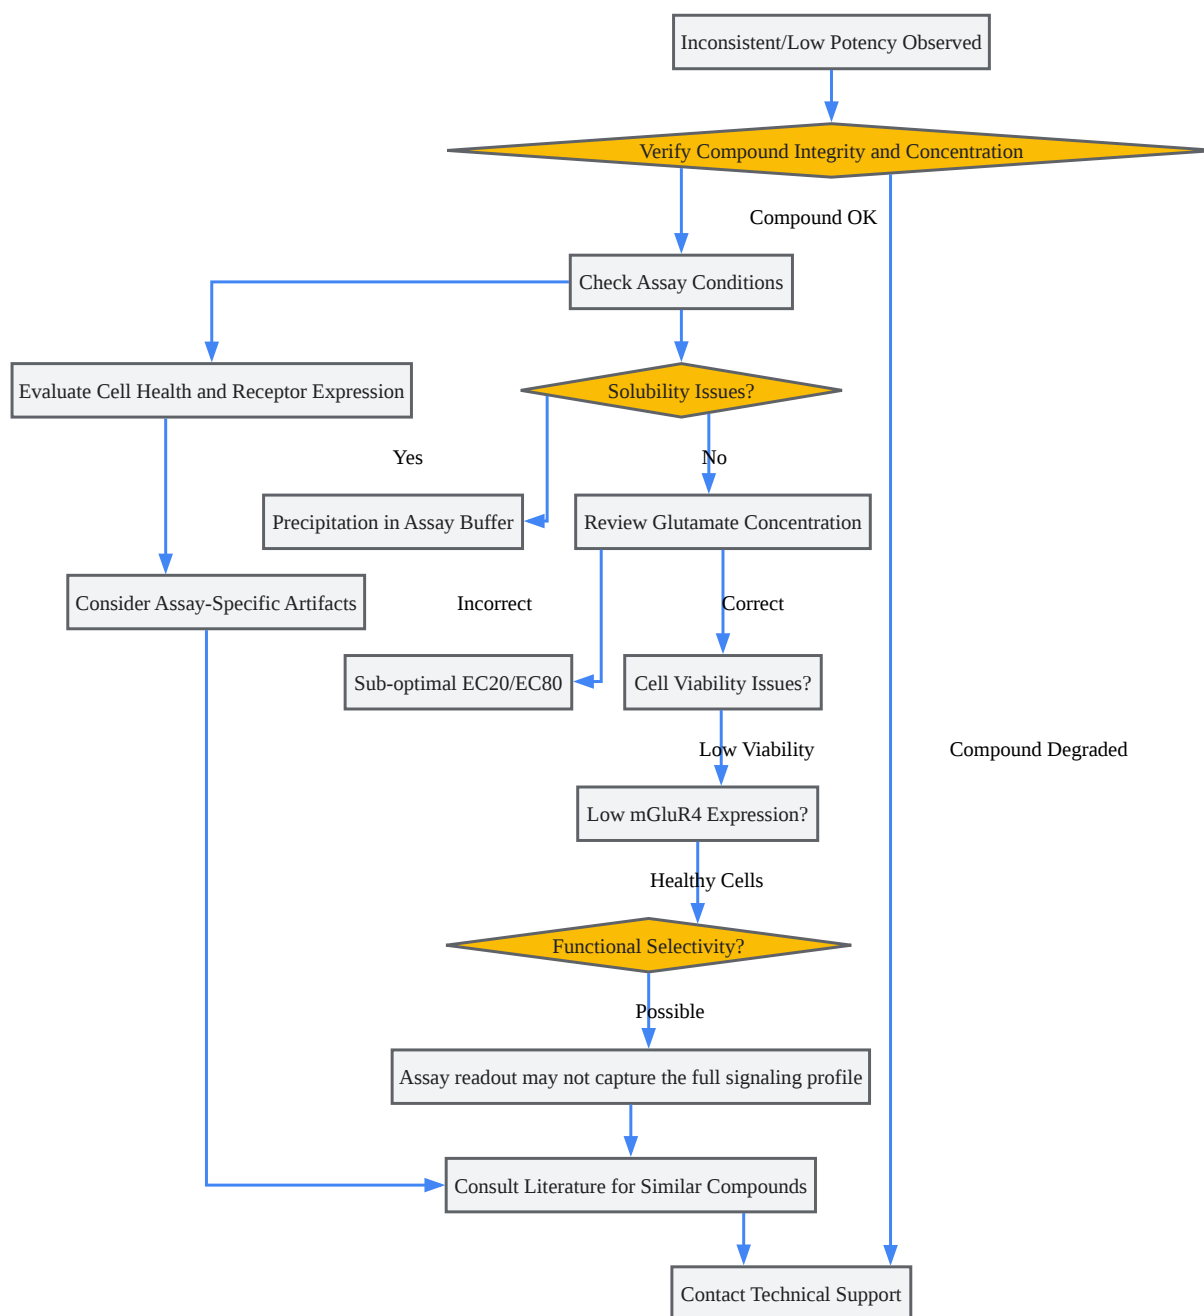 Inconsistent/Low Potency Observed
Verify Compound Integrity and Concentration
Compound OK
Check Assay Conditions
Evaluate Cell Health and Receptor Expression
Solubility Issues?
Yes
No
Precipitation in Assay Buffer
Review Glutamate Concentration
Consider Assay-Specific Artifacts
Incorrect
Correct
Sub-optimal EC20/EC80
Cell Viability Issues?
Low Viability
Compound Degraded
Low mGluR4 Expression?
Healthy Cells
Functional Selectivity?
Possible
Assay readout may not capture the full signaling profile
Consult Literature for Similar Compounds
Contact Technical Support